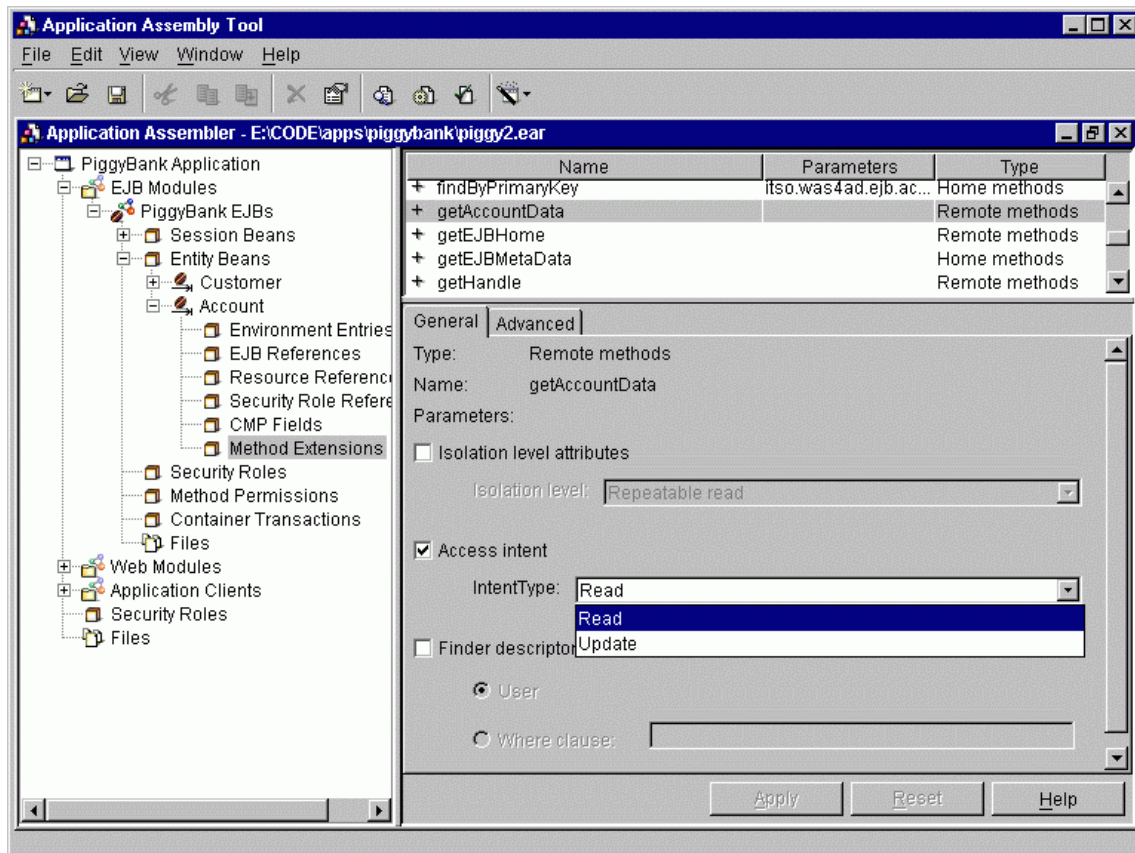 Application Assembly Tool
File Edit View Window Help
Application Assembler - E:\CODE\apps\piggybank\piggy2.ear
PiggyBank Application
EJB Modules
PiggyBank EJBs
Session Beans
Entity Beans
Customer
Account
Environment Entries
EJB References
Resource Referenc
Security Role Refere
CMP Fields
Method Extensions
Security Roles
Method Permissions
Container Transactions
Files
Web Modules
Application Clients
Security Roles
Files
Name Parameters Type
findByPrimaryKey itso.was4ad.ejb.ac... Home methods
getAccountData Remote methods
getEJBHome Remote methods
getEJBMetaData Home methods
getHandle Remote methods
General Advanced
Type: Remote methods
Name: getAccountData
Parameters:
Isolation level attributes
Isolation level: Repeatable read
Access intent
IntentType: Read
Read
Update
Finder descriptor
User
Where clause:
Apply Reset Help